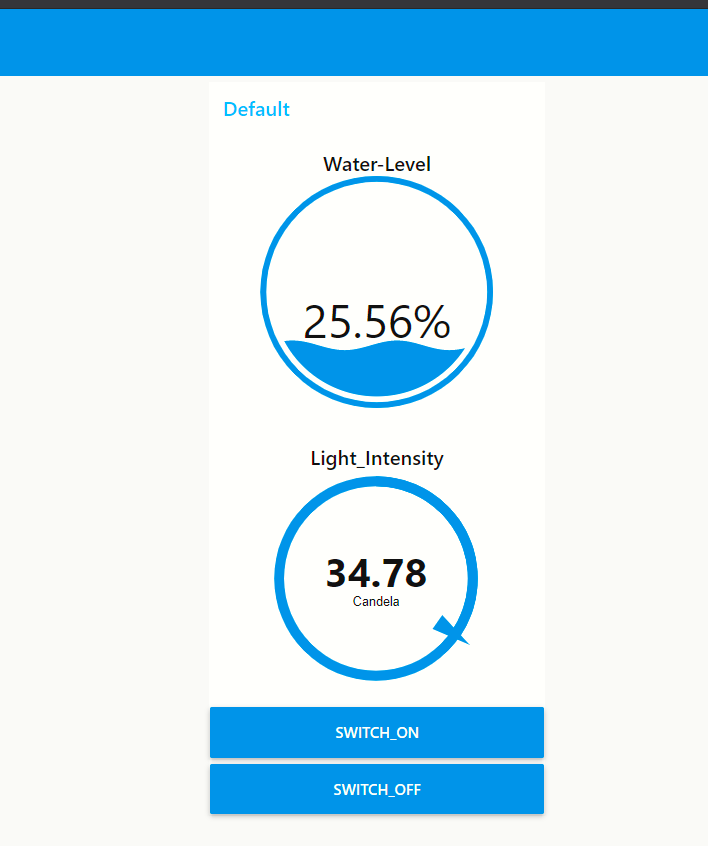 Default
Water-Level
25.56%
Light_Intensity
34.78
Candela
SWITCH_ON
SWITCH_OFF